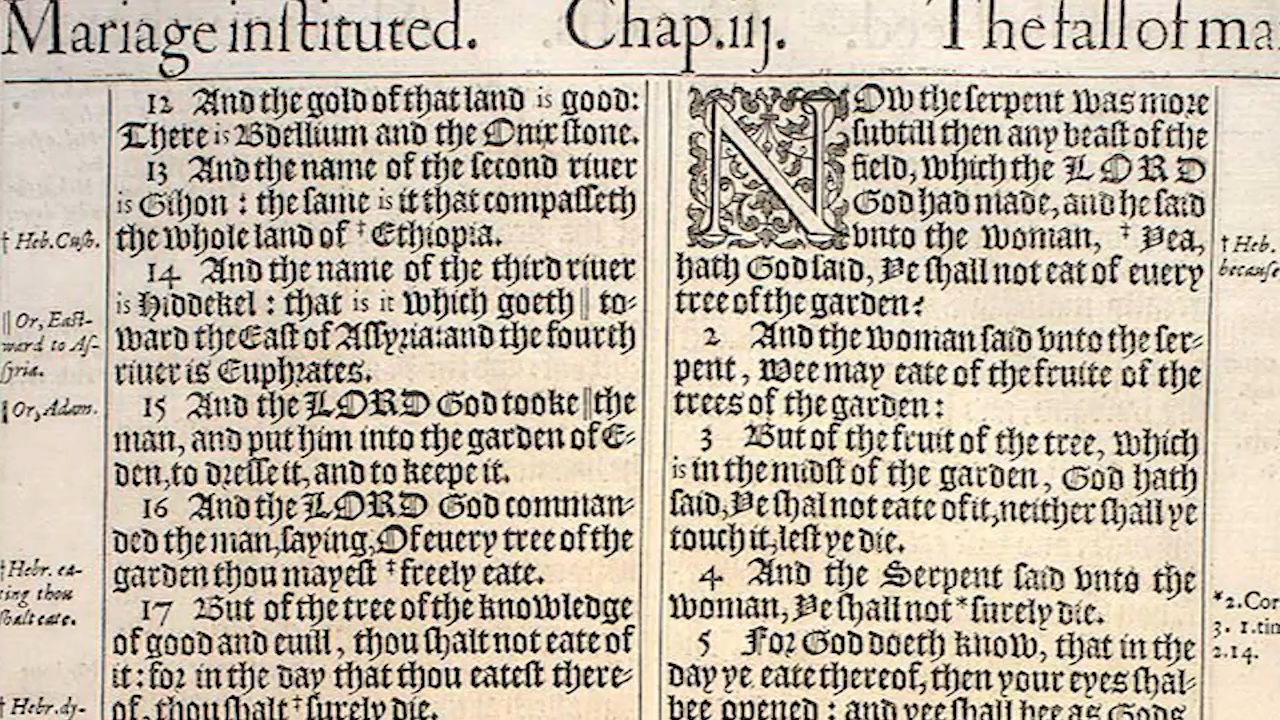 Mariage inſtituted. Chap.iij. The fall of ma
12 And the gold of that land is good:
There is Bdellium and the Onix ſtone.
13 And the name of the ſecond riuer
is Gihon : the ſame is it that compaſſeth
the whole land of † Ethiopia.
14 And the name of the third riuer
is Hiddekel : that is it which goeth || to-
ward the Eaſt of Aſſyria: and the fourth
riuer is Euphrates.
15 And the LORD God tooke || the
man, and put him into the garden of E-
den, to dreſſe it, and to keepe it.
16 And the LORD God comman-
ded the man, ſaying, Of euery tree of the
garden thou mayeſt † freely eate.
17 But of the tree of the knowledge
of good and euill, thou ſhalt not eate of
it: for in the day that thou eateſt there-
of, thou ſhalt † ſurely die.
† Heb. Cuſh.
|| Or, Eaſt-
ward to Aſ-
ſyria.
|| Or, Adam.
† Hebr. ea-
ting thou
ſhalt eate.
† Hebr. dy-
NOw the ſerpent was more
ſubtill then any beaſt of the
field, which the LORD
God had made, and he ſaid
vnto the woman, † Yea,
hath God ſaid, Ye ſhall not eat of euery
tree of the garden?
2 And the woman ſaid vnto the ſer-
pent, Wee may eate of the fruite of the
trees of the garden:
3 But of the fruit of the tree, which
is in the midſt of the garden, God hath
ſaid, Ye ſhal not eate of it, neither ſhall ye
touch it, leſt ye die.
4 And the Serpent ſaid vnto the
woman, Ye ſhall not * ſurely die.
5 For God doeth know, that in the
day ye eate thereof, then your eyes ſhal-
bee opened : and yee ſhall bee as Gods,
† Heb.
becauſe
*2.Cor
3. 1.tim
2.14.